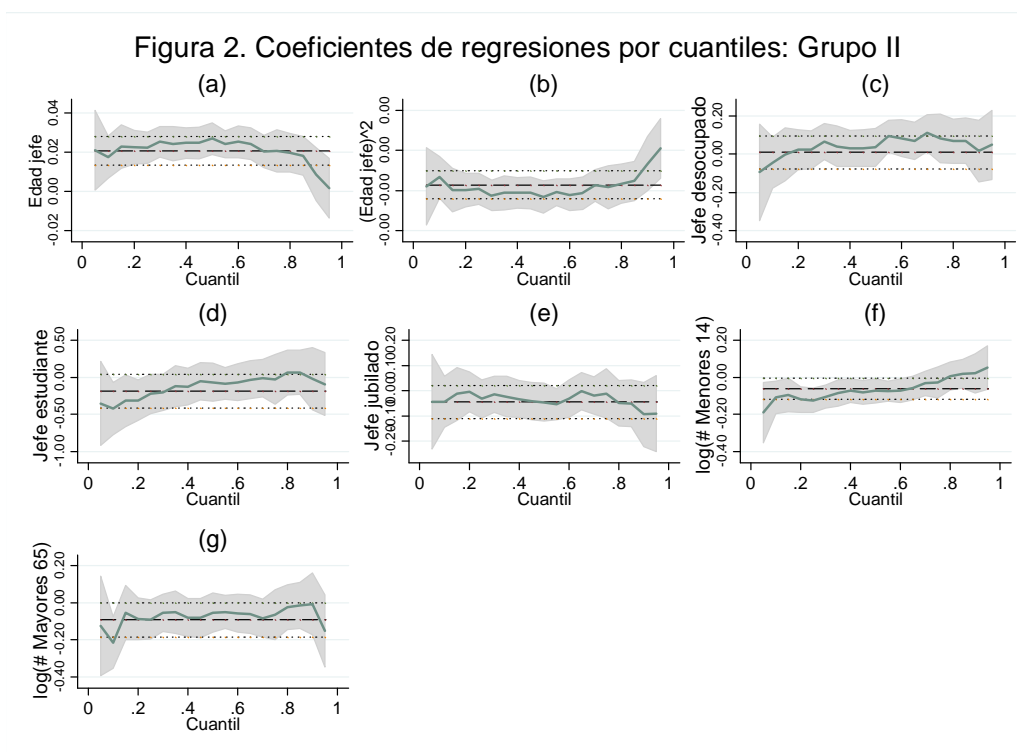 Figura 2. Coeficientes de regresiones por cuantiles: Grupo II
(a)
Edad jefe
-0.02 0.00 0.02 0.04
0 .2 .4 .6 .8 1
Cuantil
(b)
(Edad jefe)^2
-0.00 0.00 0.00
0 .2 .4 .6 .8 1
Cuantil
(c)
Jefe desocupado
-0.40 -0.20 0.00 0.20
0 .2 .4 .6 .8 1
Cuantil
(d)
Jefe estudiante
-1.00 -0.50 0.00 0.50
0 .2 .4 .6 .8 1
Cuantil
(e)
Jefe jubilado
-0.20 -0.10 0.00 0.10 0.20
0 .2 .4 .6 .8 1
Cuantil
(f)
log(# Menores 14)
-0.40 -0.20 0.00 0.20
0 .2 .4 .6 .8 1
Cuantil
(g)
log(# Mayores 65)
-0.40 -0.20 0.00 0.20
0 .2 .4 .6 .8 1
Cuantil